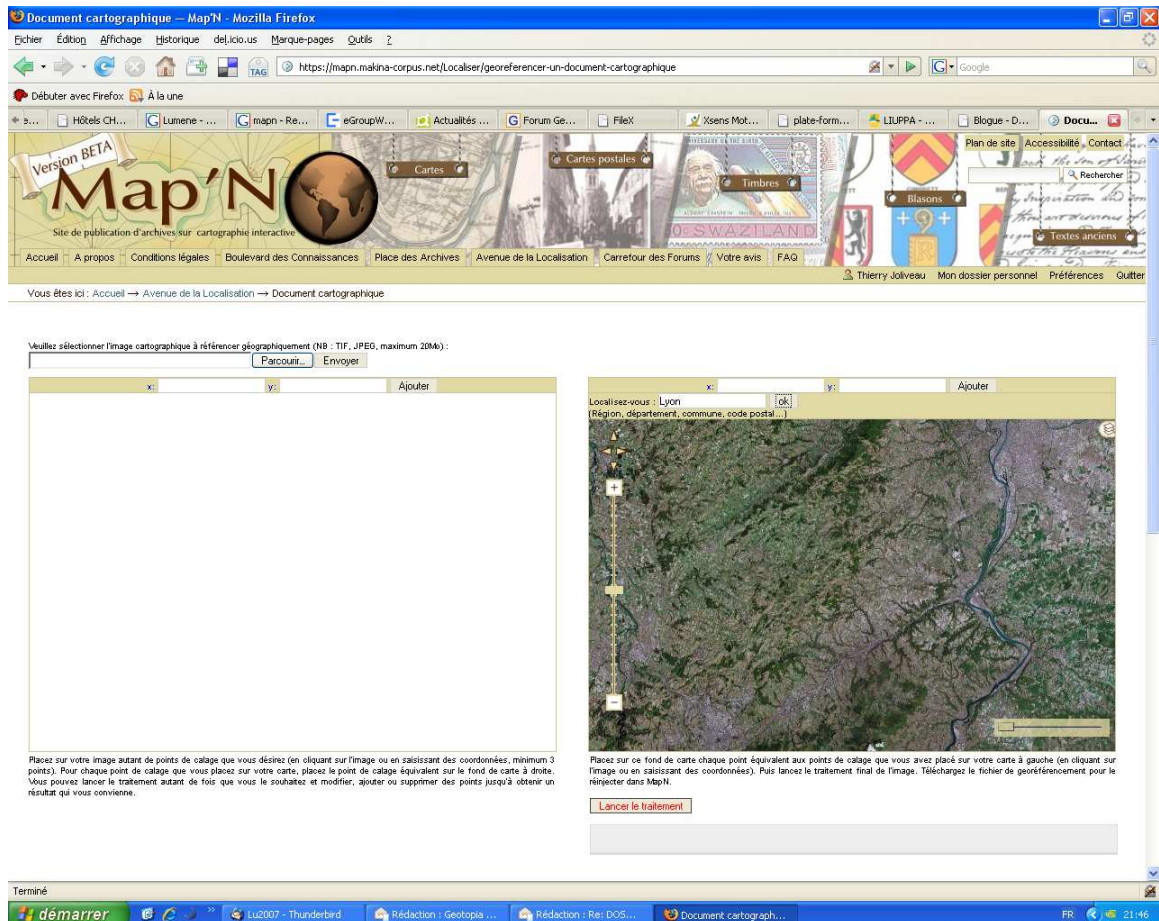 Document cartographique — Map'N - Mozilla Firefox
Fichier Édition Affichage Historique del.icio.us Marque-pages Outils ?
TAG https://mapn.makina-corpus.net/Localiser/georeferencer-un-document-cartographique G Google
Débuter avec Firefox À la une
Hôtels CH... Lumene - ... mapn - Re... eGroupW... Actualités ... Forum Ge... FileX Xsens Mot... plate-form... LIUPPA - ... Blogue - D... Docu...
Version BETA
Map'N
Site de publication d'archives sur cartographie interactive
Cartes
Cartes postales
Timbres
SWAZILAND
Blasons
Textes anciens
Plan de site Accessibilité Contact
Rechercher
Accueil A propos Conditions légales Boulevard des Connaissances Place des Archives Avenue de la Localisation Carrefour des Forums Votre avis FAQ
Thierry Joliveau Mon dossier personnel Préférences Quitter
Vous êtes ici : Accueil → Avenue de la Localisation → Document cartographique
Veuillez sélectionner l'image cartographique à référencer géographiquement (NB : TIF, JPEG, maximum 20Mo) :
Parcourir... Envoyer
x: y: Ajouter
x: y: Ajouter
Localisez-vous : Lyon ok
(Région, département, commune, code postal...)
Placez sur votre image autant de points de calage que vous désirez (en cliquant sur l'image ou en saisissant des coordonnées, minimum 3
points). Pour chaque point de calage que vous placez sur votre carte, placez le point de calage équivalent sur le fond de carte à droite.
Vous pouvez lancer le traitement autant de fois que vous le souhaitez et modifier, ajouter ou supprimer des points jusqu'à obtenir un
résultat qui vous convienne.
Placez sur ce fond de carte chaque point équivalent aux points de calage que vous avez placé sur votre carte à gauche (en cliquant sur
l'image ou en saisissant des coordonnées). Puis lancez le traitement final de l'image. Téléchargez le fichier de georéférencement pour le
réinjecter dans MapN.
Lancer le traitement
Terminé
démarrer Lu2007 - Thunderbird Rédaction : Geotopia ... Rédaction : Re: DOS... Document cartograph... FR 21:46